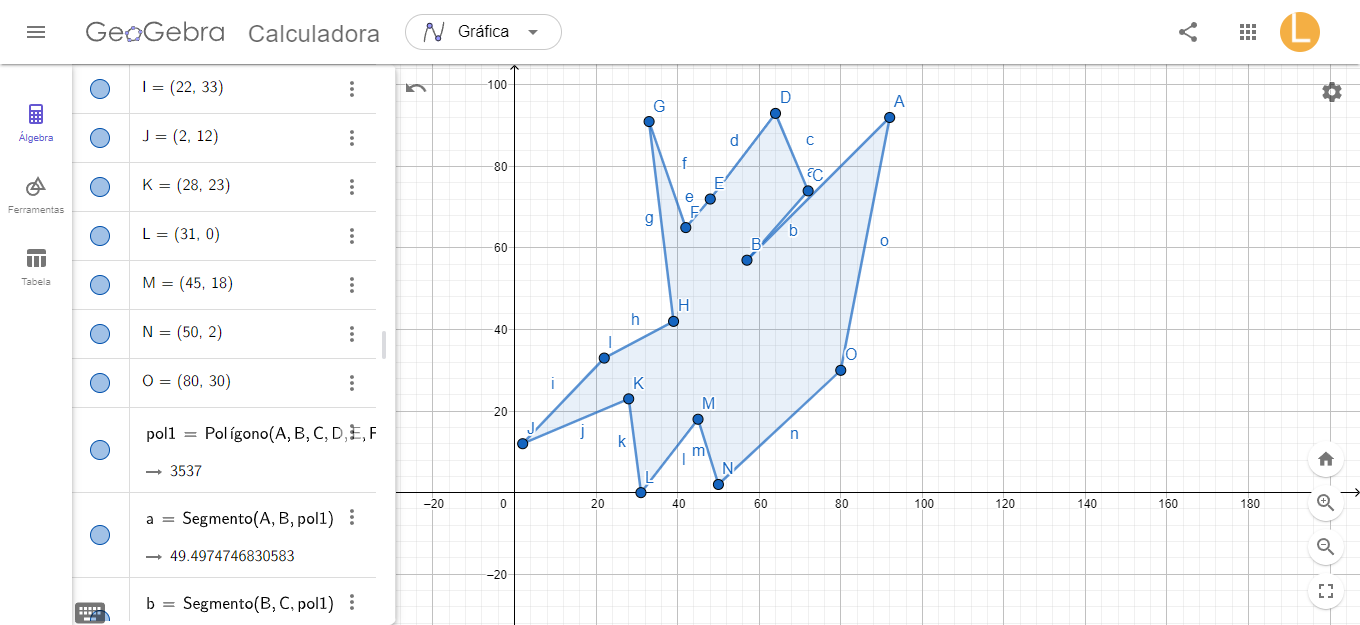 GeoGebra Calculadora
Gráfica
L
Álgebra
Ferramentas
Tabela
I = (22, 33)
J = (2, 12)
K = (28, 23)
L = (31, 0)
M = (45, 18)
N = (50, 2)
O = (80, 30)
pol1 = Polígono(A, B, C, D, E, F
→ 3537
a = Segmento(A, B, pol1)
→ 49.4974746830583
b = Segmento(B, C, pol1)
100
80
60
40
20
−20
−20
0
20
40
60
80
100
120
140
160
180
G
D
A
d
c
f
a
C
E
e
F
g
b
B
o
H
h
I
O
i
K
M
J
j
k
n
l
m
L
N